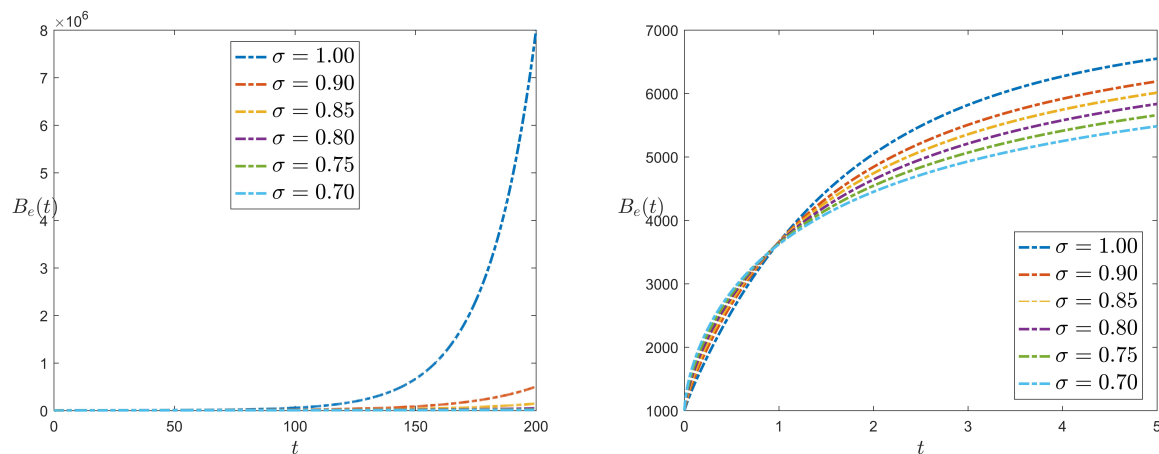 ×10⁶
8
7
6
5
4
3
2
1
0
B_e(t)
σ = 1.00
σ = 0.90
σ = 0.85
σ = 0.80
σ = 0.75
σ = 0.70
0 50 100 150 200
t
7000
6000
5000
4000
3000
2000
1000
B_e(t)
σ = 1.00
σ = 0.90
σ = 0.85
σ = 0.80
σ = 0.75
σ = 0.70
0 1 2 3 4 5
t